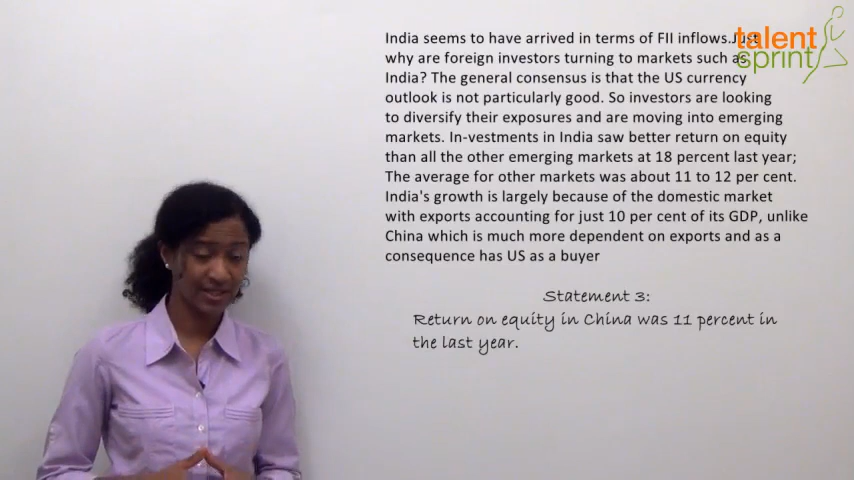 India seems to have arrived in terms of FII inflows.Just
why are foreign investors turning to markets such as
India? The general consensus is that the US currency
outlook is not particularly good. So investors are looking
to diversify their exposures and are moving into emerging
markets. In-vestments in India saw better return on equity
than all the other emerging markets at 18 percent last year;
The average for other markets was about 11 to 12 per cent.
India's growth is largely because of the domestic market
with exports accounting for just 10 per cent of its GDP, unlike
China which is much more dependent on exports and as a
consequence has US as a buyer
Statement 3:
Return on equity in China was 11 percent in
the last year.
talent
sprint